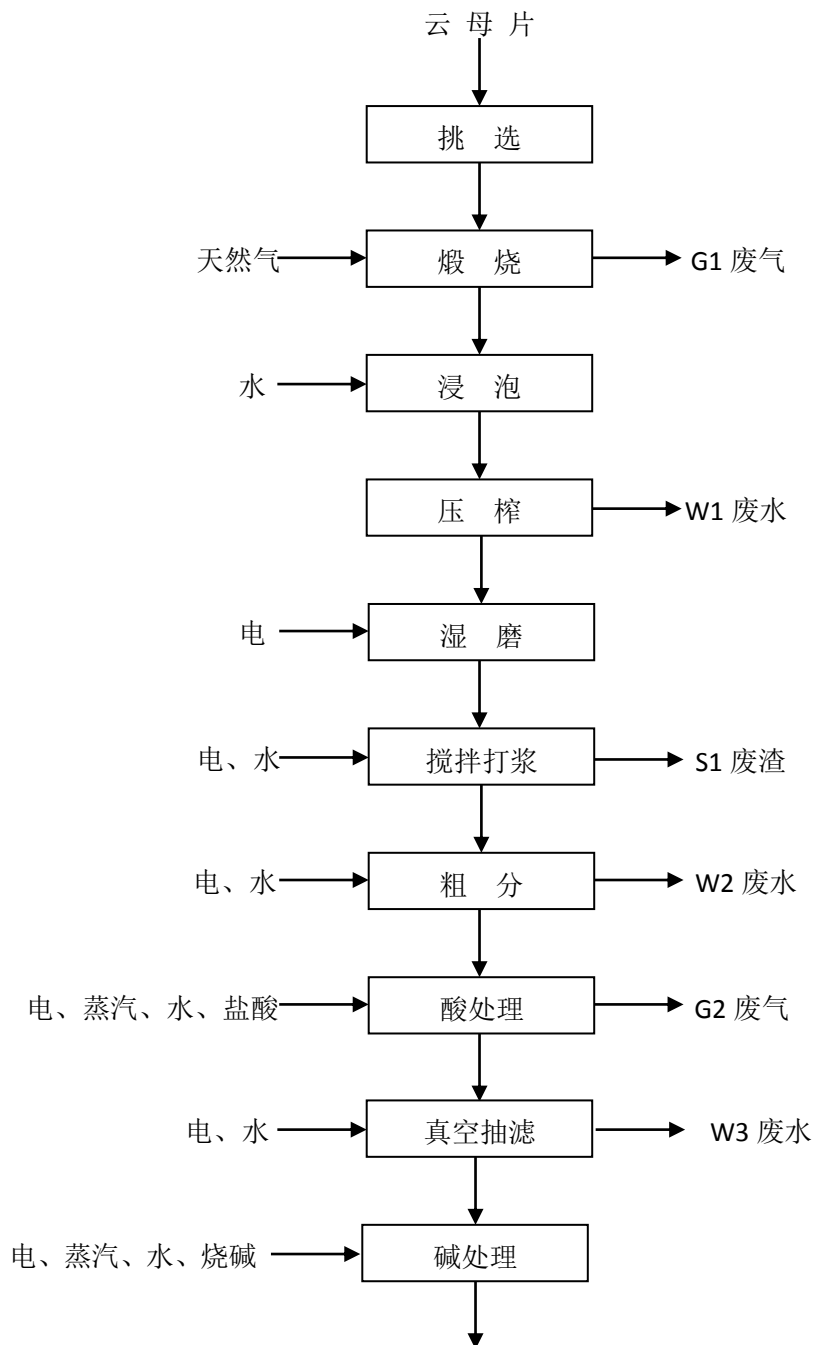 云 母 片
挑 选
天然气 煅 烧 G1 废气
水 浸 泡
压 榨 W1 废水
电 湿 磨
电、水 搅拌打浆 S1 废渣
电、水 粗 分 W2 废水
电、蒸汽、水、盐酸 酸处理 G2 废气
电、水 真空抽滤 W3 废水
电、蒸汽、水、烧碱 碱处理